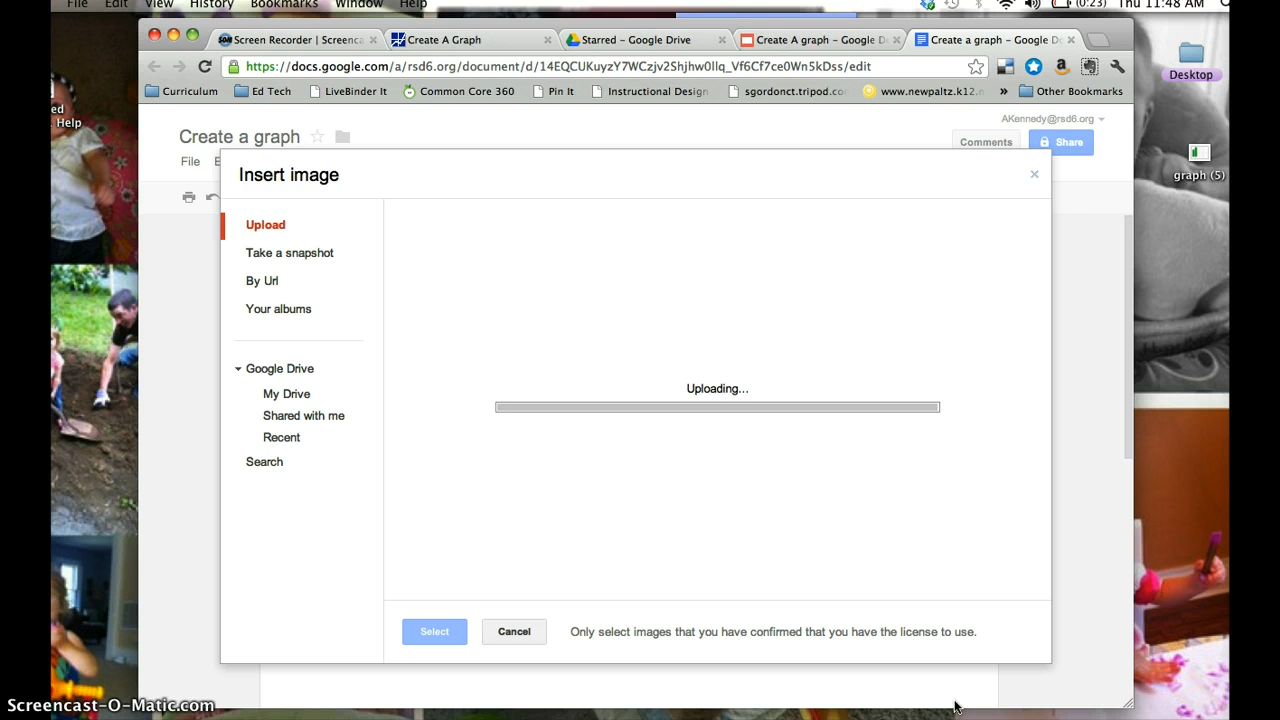 File Edit View History Bookmarks Window Help (0:23) Thu 11:48 AM
Screen Recorder | Screenca
Create A Graph
Starred – Google Drive
Create A graph – Google Do
Create a graph – Google Do
https://docs.google.com/a/rsd6.org/document/d/14EQCUKuyzY7WCzjv2Shjhw0llq_Vf6Cf7ce0Wn5kDss/edit
Curriculum Ed Tech LiveBinder It Common Core 360 Pin It Instructional Desig sgordonct.tripod.co www.newpaltz.k12.n » Other Bookmarks
Desktop
ed
Help
AKennedy@rsd6.org
Create a graph
Comments Share
File E
graph (5)
Insert image
Upload
Take a snapshot
By Url
Your albums
Google Drive
My Drive
Shared with me
Recent
Search
Uploading...
Select Cancel Only select images that you have confirmed that you have the license to use.
Screencast-O-Matic.com